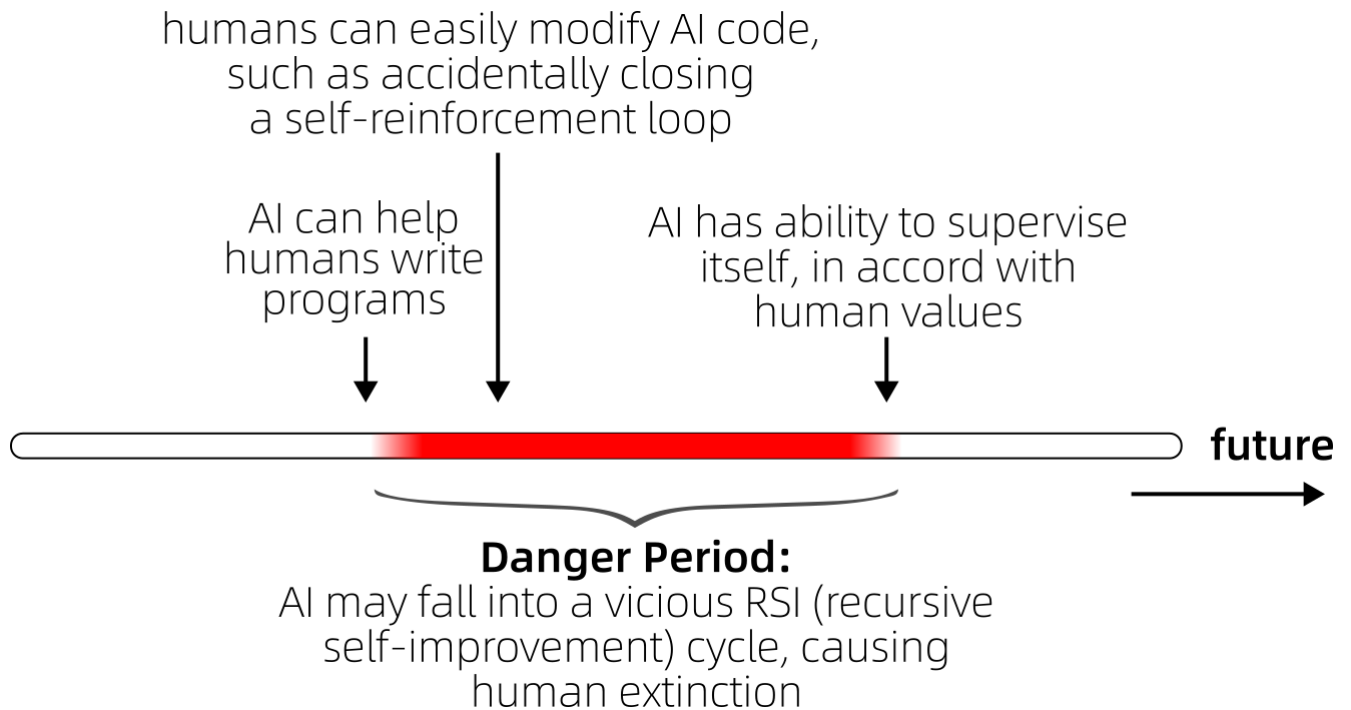 humans can easily modify AI code,
such as accidentally closing
a self-reinforcement loop
AI can help
humans write
programs
AI has ability to supervise
itself, in accord with
human values
future
Danger Period:
AI may fall into a vicious RSI (recursive
self-improvement) cycle, causing
human extinction